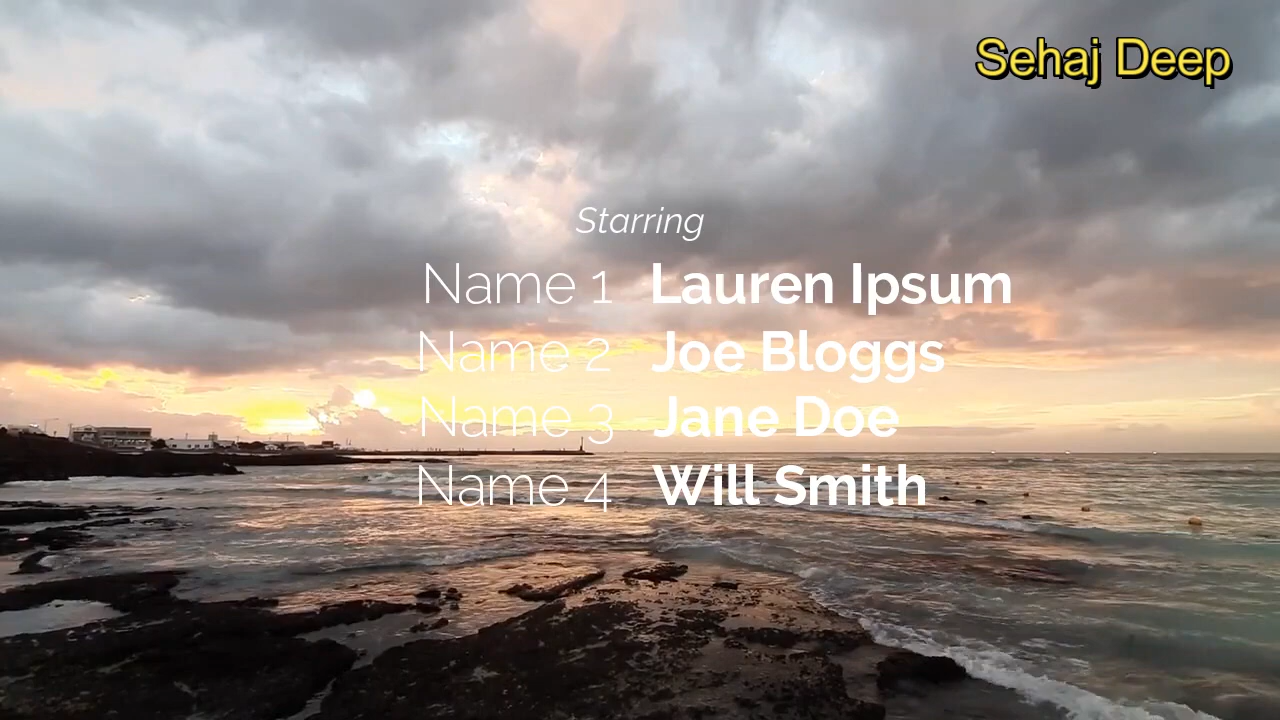 Sehaj Deep
Starring
Name 1 Lauren Ipsum
Name 2 Joe Bloggs
Name 3 Jane Doe
Name 4 Will Smith